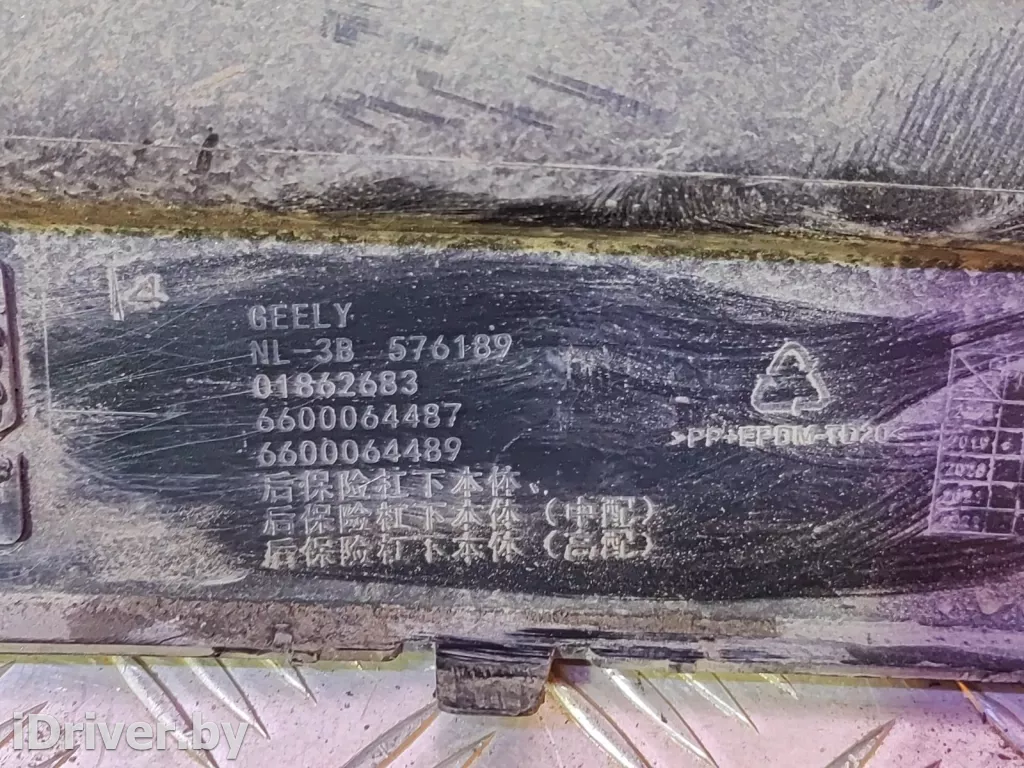 GEELY
NL-3B 576189
01862683
6600064487
6600064489
后保险杠下本体
后保险杠下本体（中配）
后保险杠下本体（高配）
>PP+EPDM-TD20<
iDriver.by